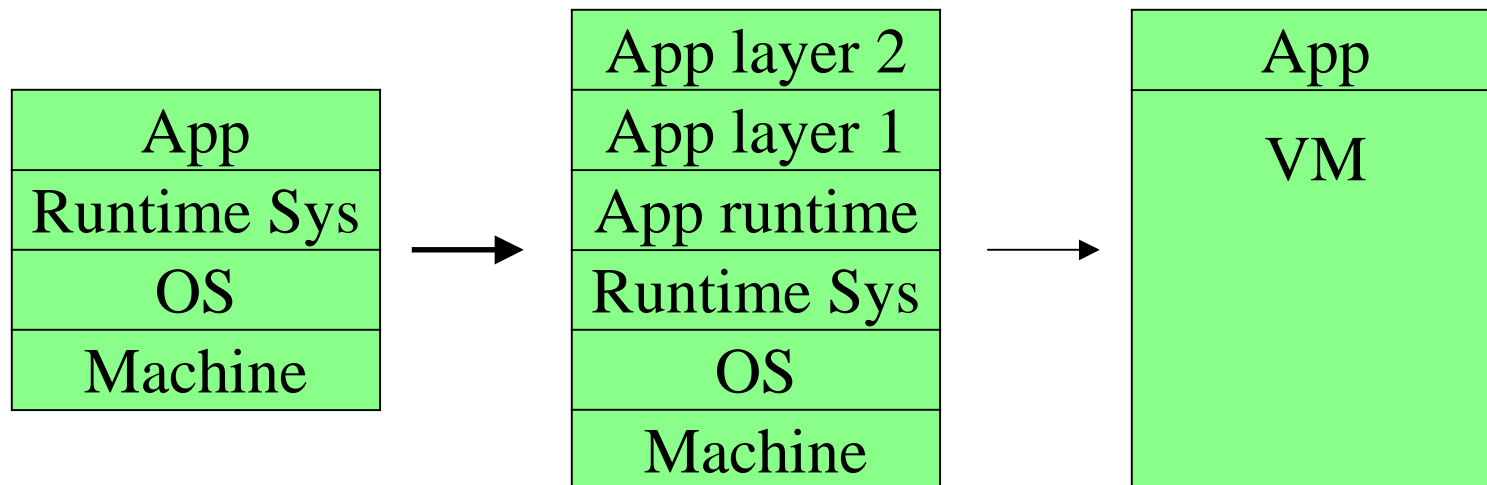 App
Runtime Sys
OS
Machine
App layer 2
App layer 1
App runtime
Runtime Sys
OS
Machine
App
VM